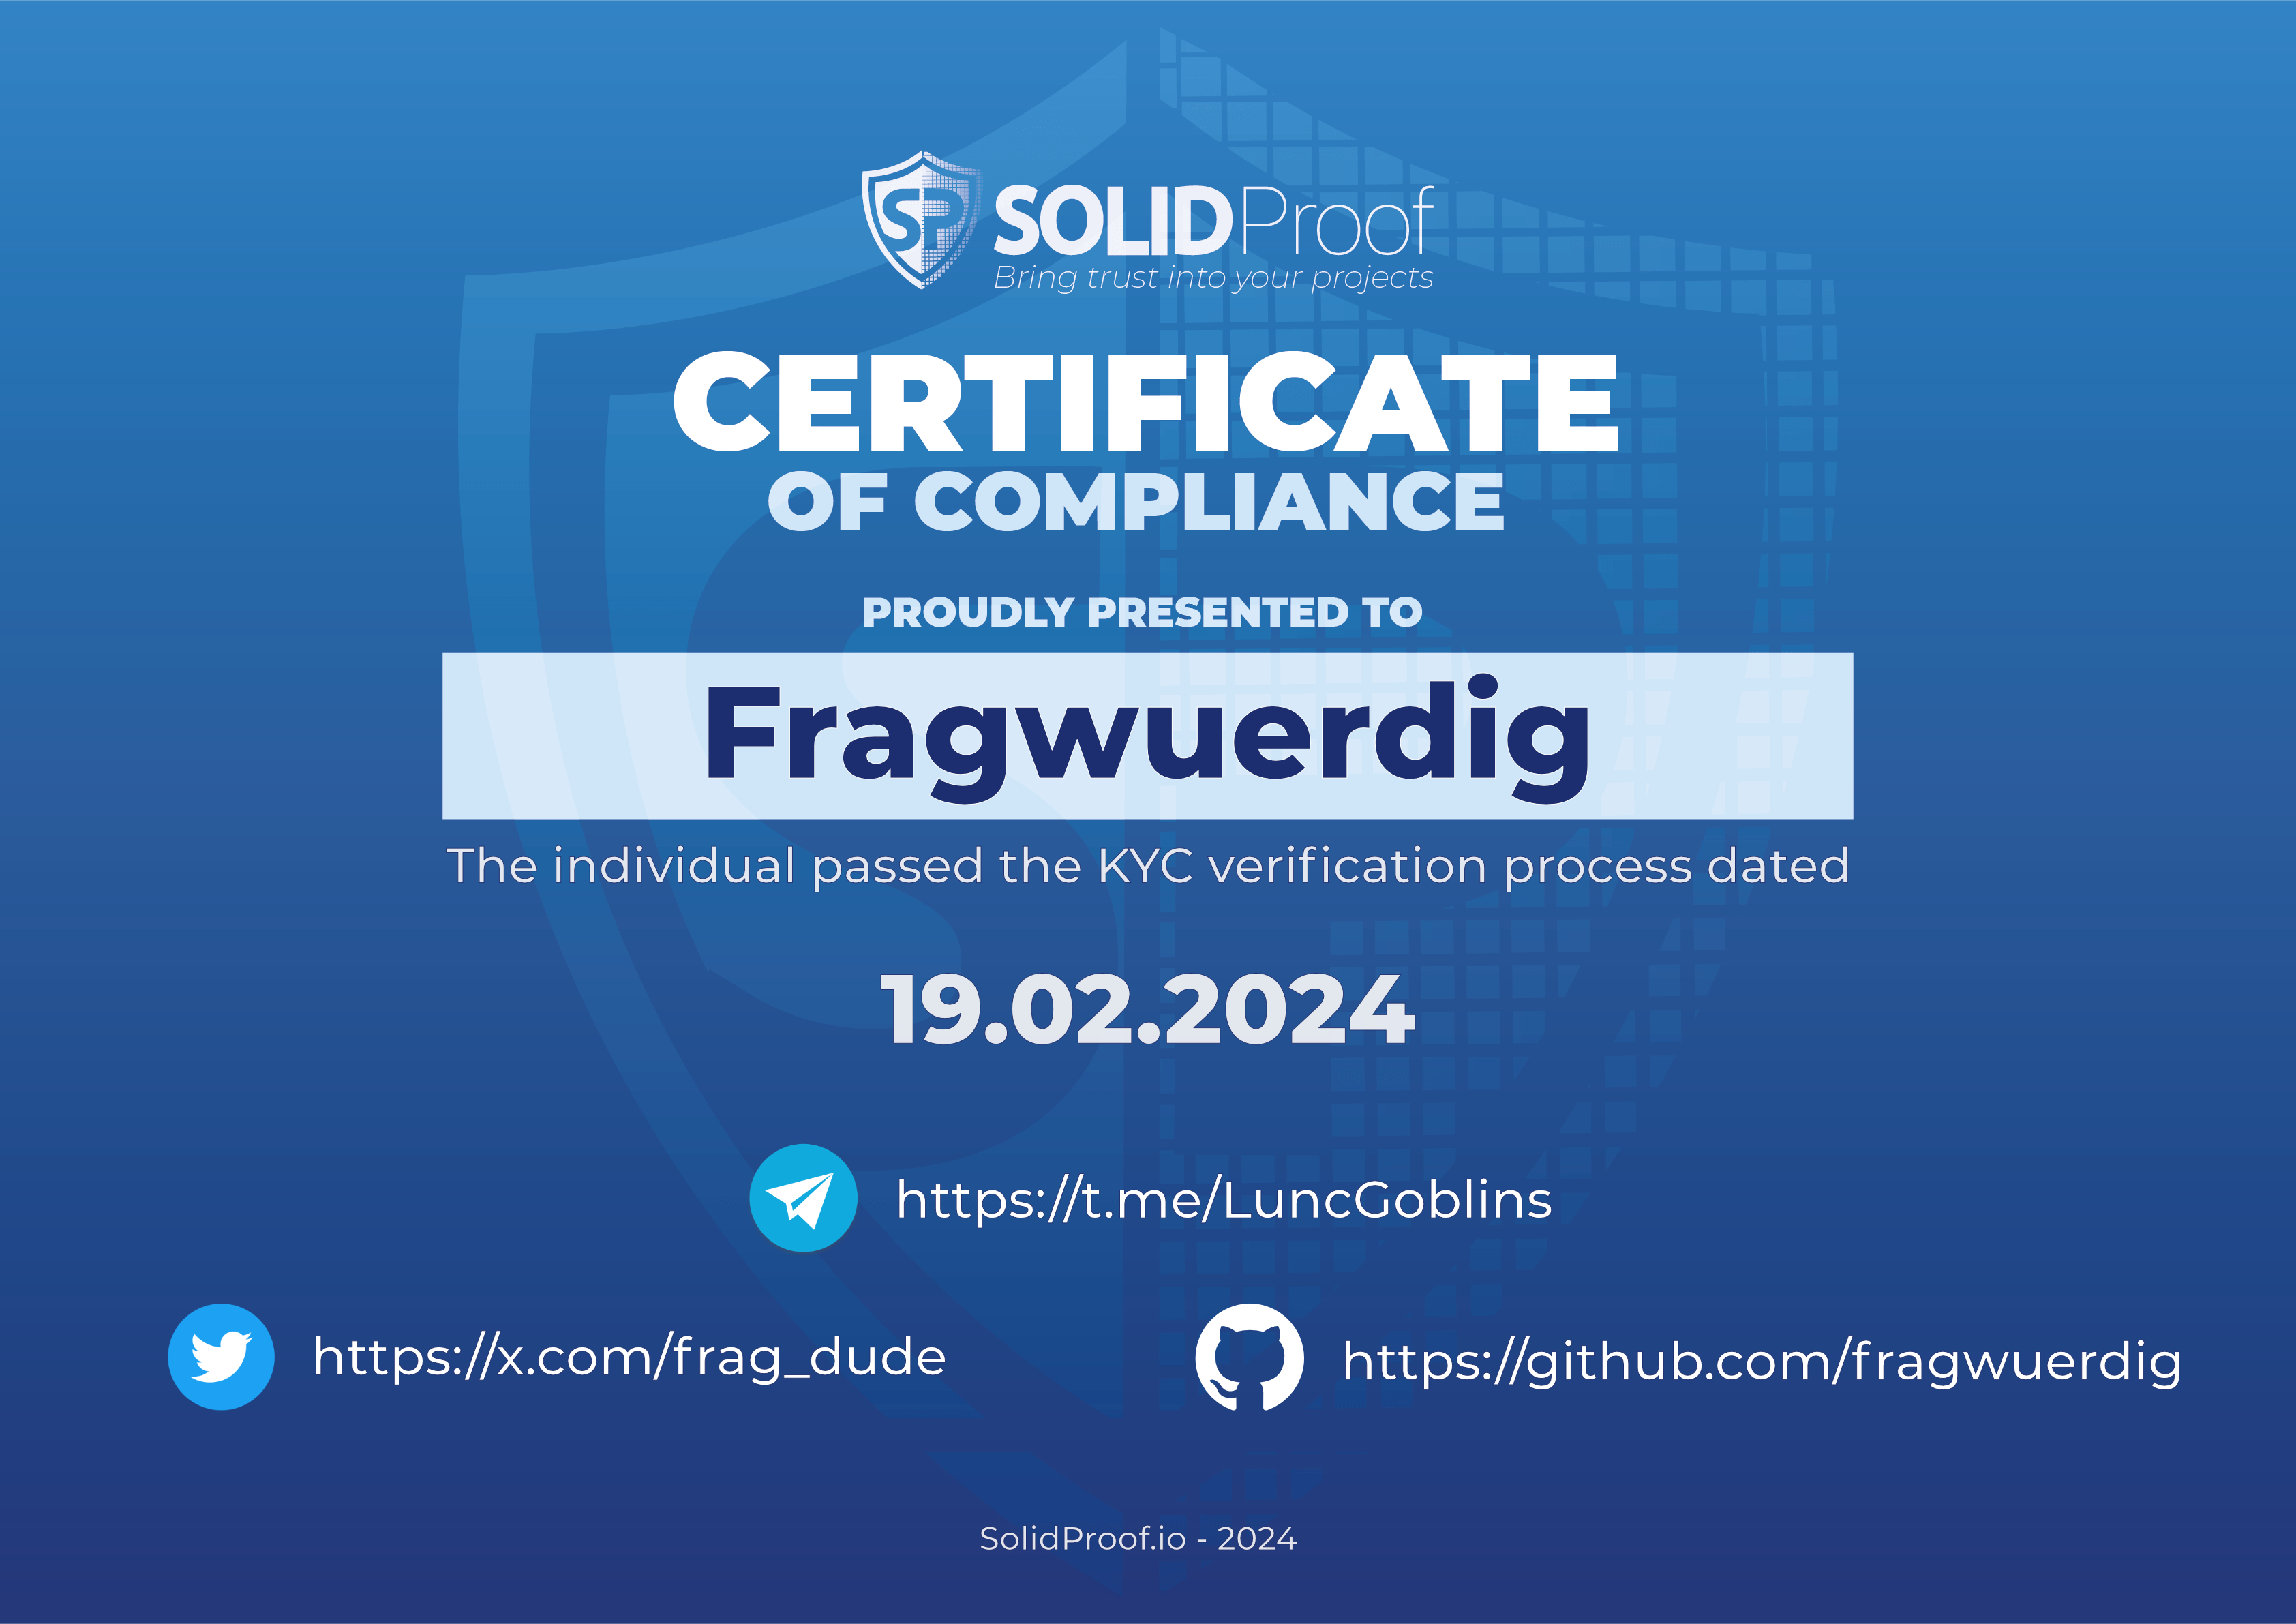 SP
SOLIDProof
Bring trust into your projects
CERTIFICATE
OF COMPLIANCE
PROUDLY PRESENTED TO
Fragwuerdig
The individual passed the KYC verification process dated
19.02.2024
https://t.me/LuncGoblins
https://x.com/frag_dude
https://github.com/fragwuerdig
SolidProof.io - 2024